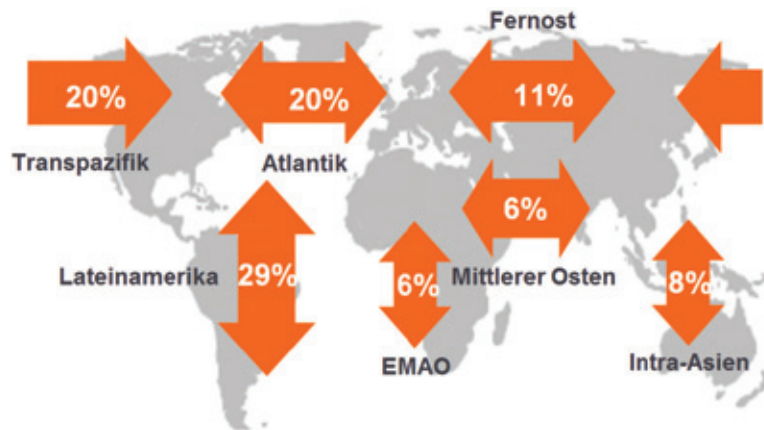 Fernost
20%
20%
11%
Transpazifik
Atlantik
6%
Lateinamerika
29%
6%
Mittlerer Osten
8%
EMAO
Intra-Asien